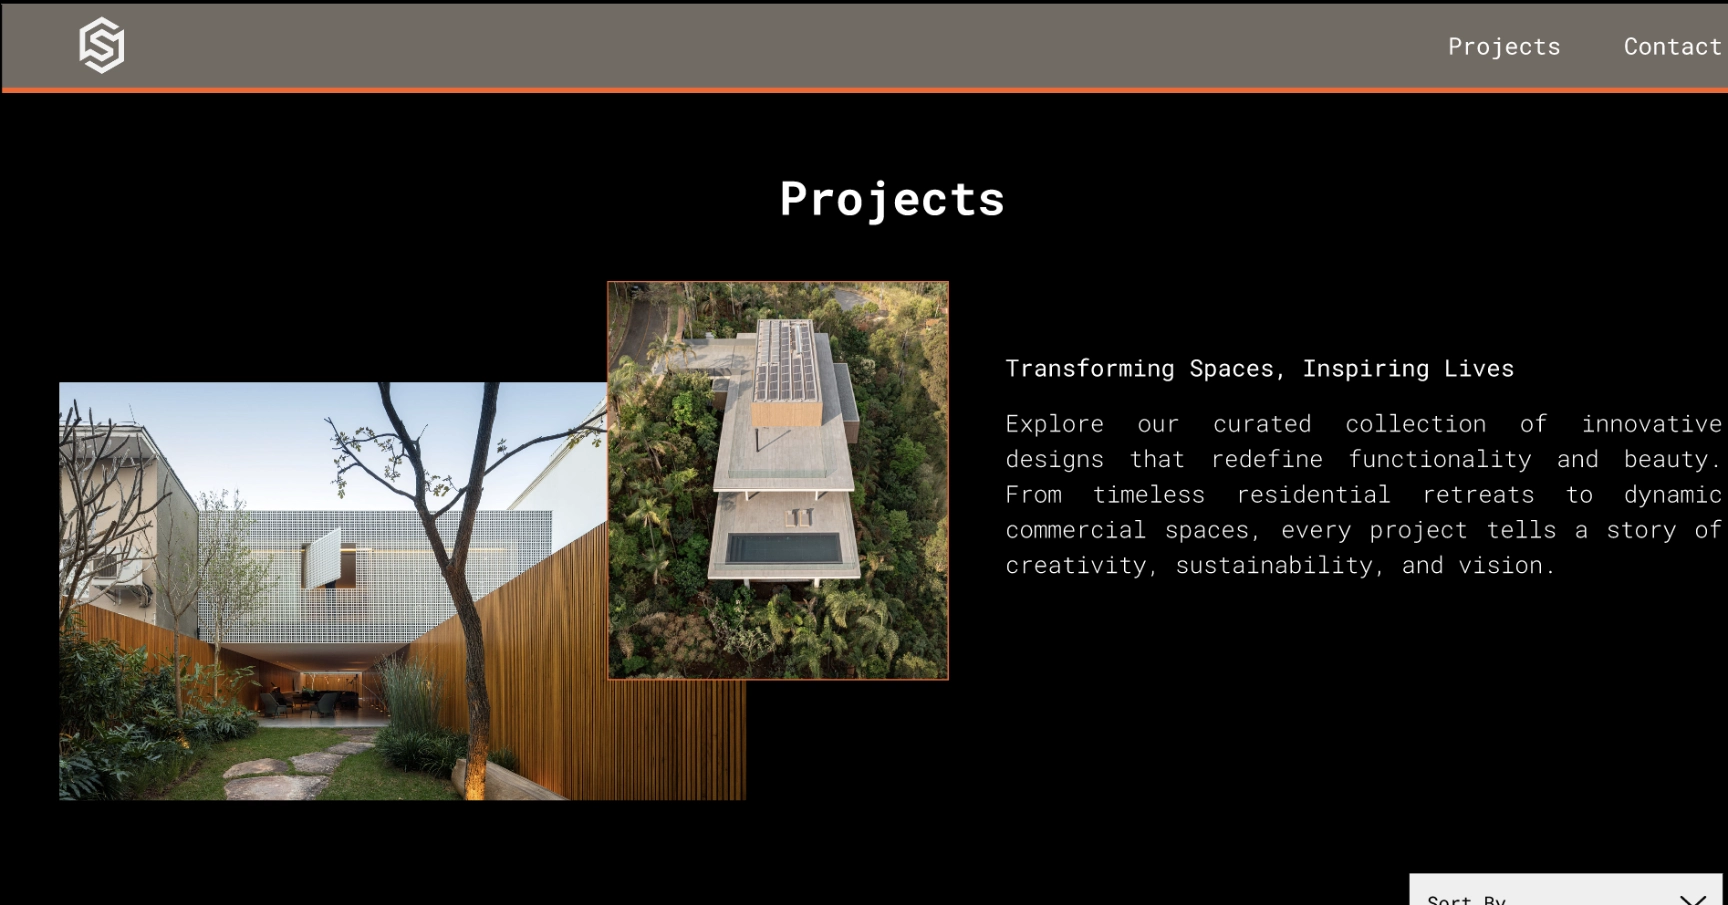 Projects Contact
Projects
Transforming Spaces, Inspiring Lives
Explore our curated collection of innovative
designs that redefine functionality and beauty.
From timeless residential retreats to dynamic
commercial spaces, every project tells a story of
creativity, sustainability, and vision.
Sort By